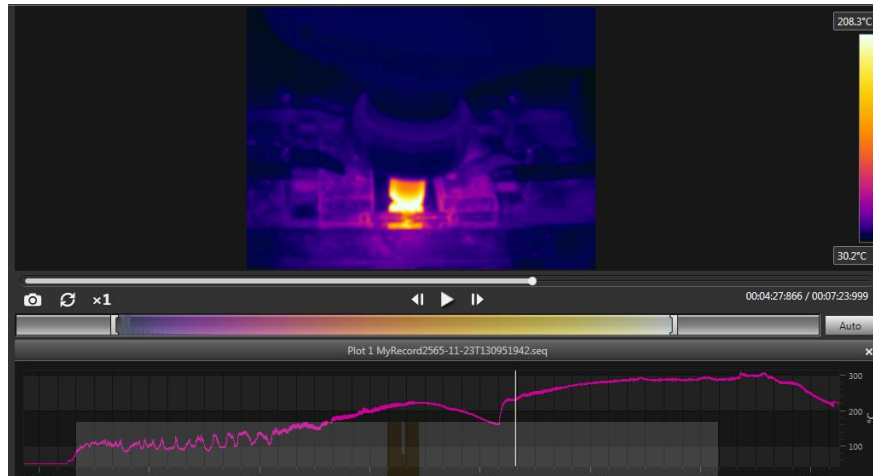 208.3°C
30.2°C
×1
00:04:27:866 / 00:07:23:999
Auto
Plot 1 MyRecord2565-11-23T130951942.seq
300
200
°C
100